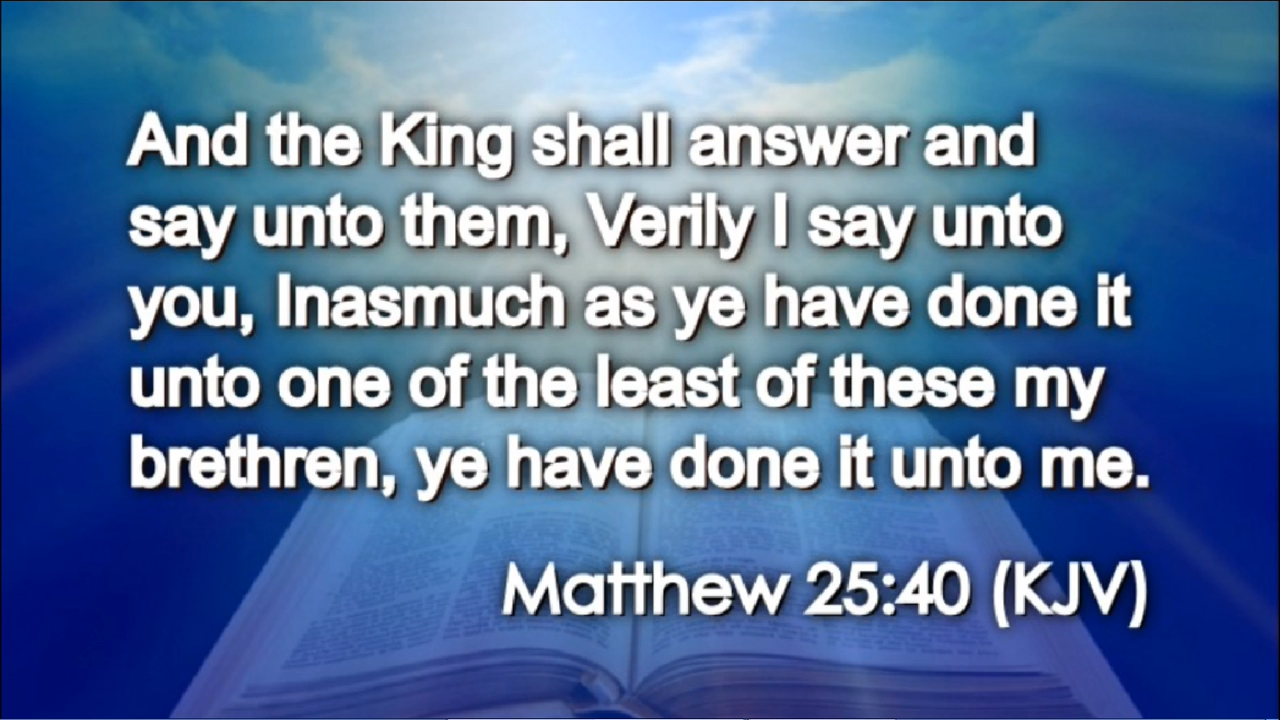 And the King shall answer and
say unto them, Verily I say unto
you, Inasmuch as ye have done it
unto one of the least of these my
brethren, ye have done it unto me.
Matthew 25:40 (KJV)